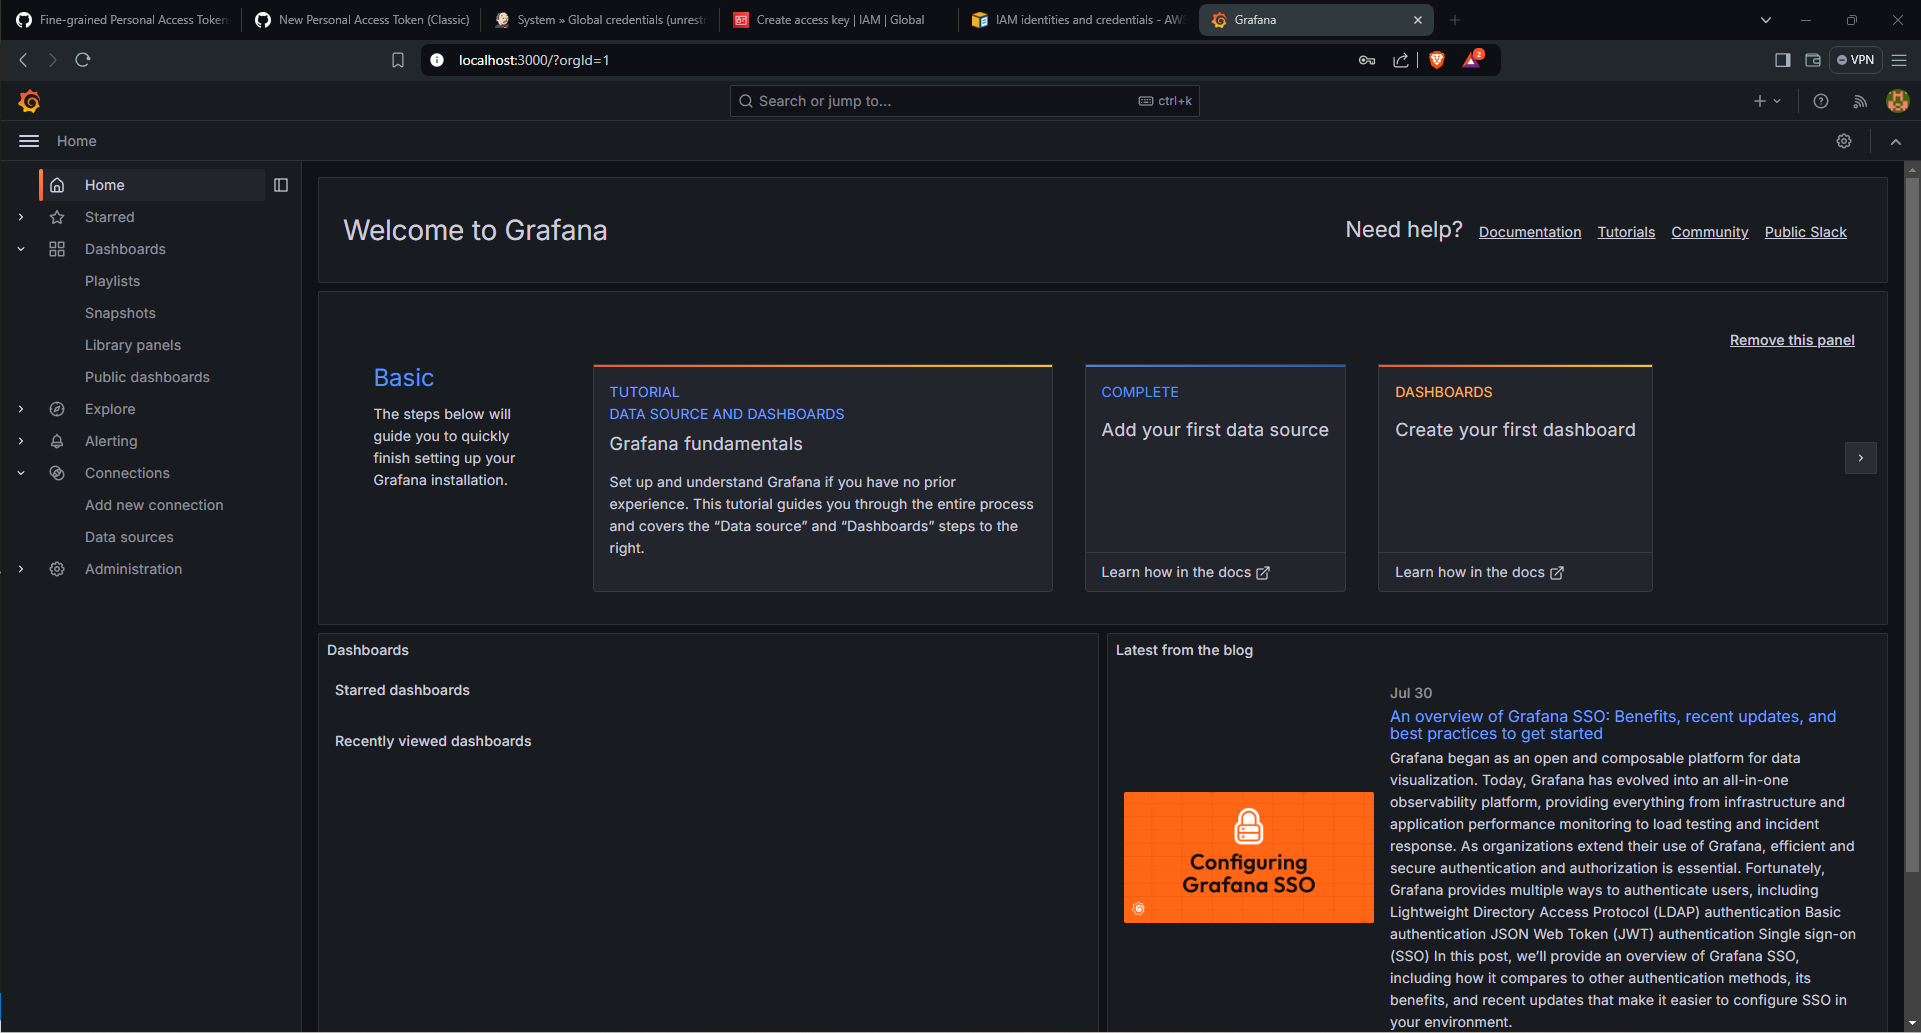 Fine-grained Personal Access Token
New Personal Access Token (Classic)
System » Global credentials (unrestr
Create access key | IAM | Global
IAM identities and credentials - AWS
Grafana
localhost:3000/?orgId=1
2
VPN
Search or jump to...
ctrl+k
Home
Home
Starred
Dashboards
Playlists
Snapshots
Library panels
Public dashboards
Explore
Alerting
Connections
Add new connection
Data sources
Administration
Welcome to Grafana
Need help?
Documentation
Tutorials
Community
Public Slack
Remove this panel
Basic
The steps below will
guide you to quickly
finish setting up your
Grafana installation.
TUTORIAL
DATA SOURCE AND DASHBOARDS
Grafana fundamentals
Set up and understand Grafana if you have no prior
experience. This tutorial guides you through the entire process
and covers the “Data source” and “Dashboards” steps to the
right.
COMPLETE
Add your first data source
Learn how in the docs
DASHBOARDS
Create your first dashboard
Learn how in the docs
Dashboards
Starred dashboards
Recently viewed dashboards
Latest from the blog
Configuring
Grafana SSO
Jul 30
An overview of Grafana SSO: Benefits, recent updates, and
best practices to get started
Grafana began as an open and composable platform for data
visualization. Today, Grafana has evolved into an all-in-one
observability platform, providing everything from infrastructure and
application performance monitoring to load testing and incident
response. As organizations extend their use of Grafana, efficient and
secure authentication and authorization is essential. Fortunately,
Grafana provides multiple ways to authenticate users, including
Lightweight Directory Access Protocol (LDAP) authentication Basic
authentication JSON Web Token (JWT) authentication Single sign-on
(SSO) In this post, we’ll provide an overview of Grafana SSO,
including how it compares to other authentication methods, its
benefits, and recent updates that make it easier to configure SSO in
your environment.